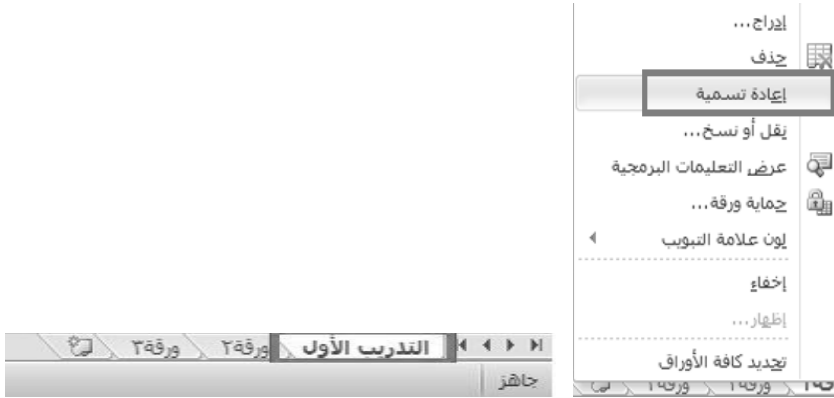 إدراج...
حذف
إعادة تسمية
نقل أو نسخ...
عرض التعليمات البرمجية
حماية ورقة...
لون علامة التبويب
إخفاء
إظهار...
تحديد كافة الأوراق
التدريب الأول ورقة٢ ورقة٣
جاهز